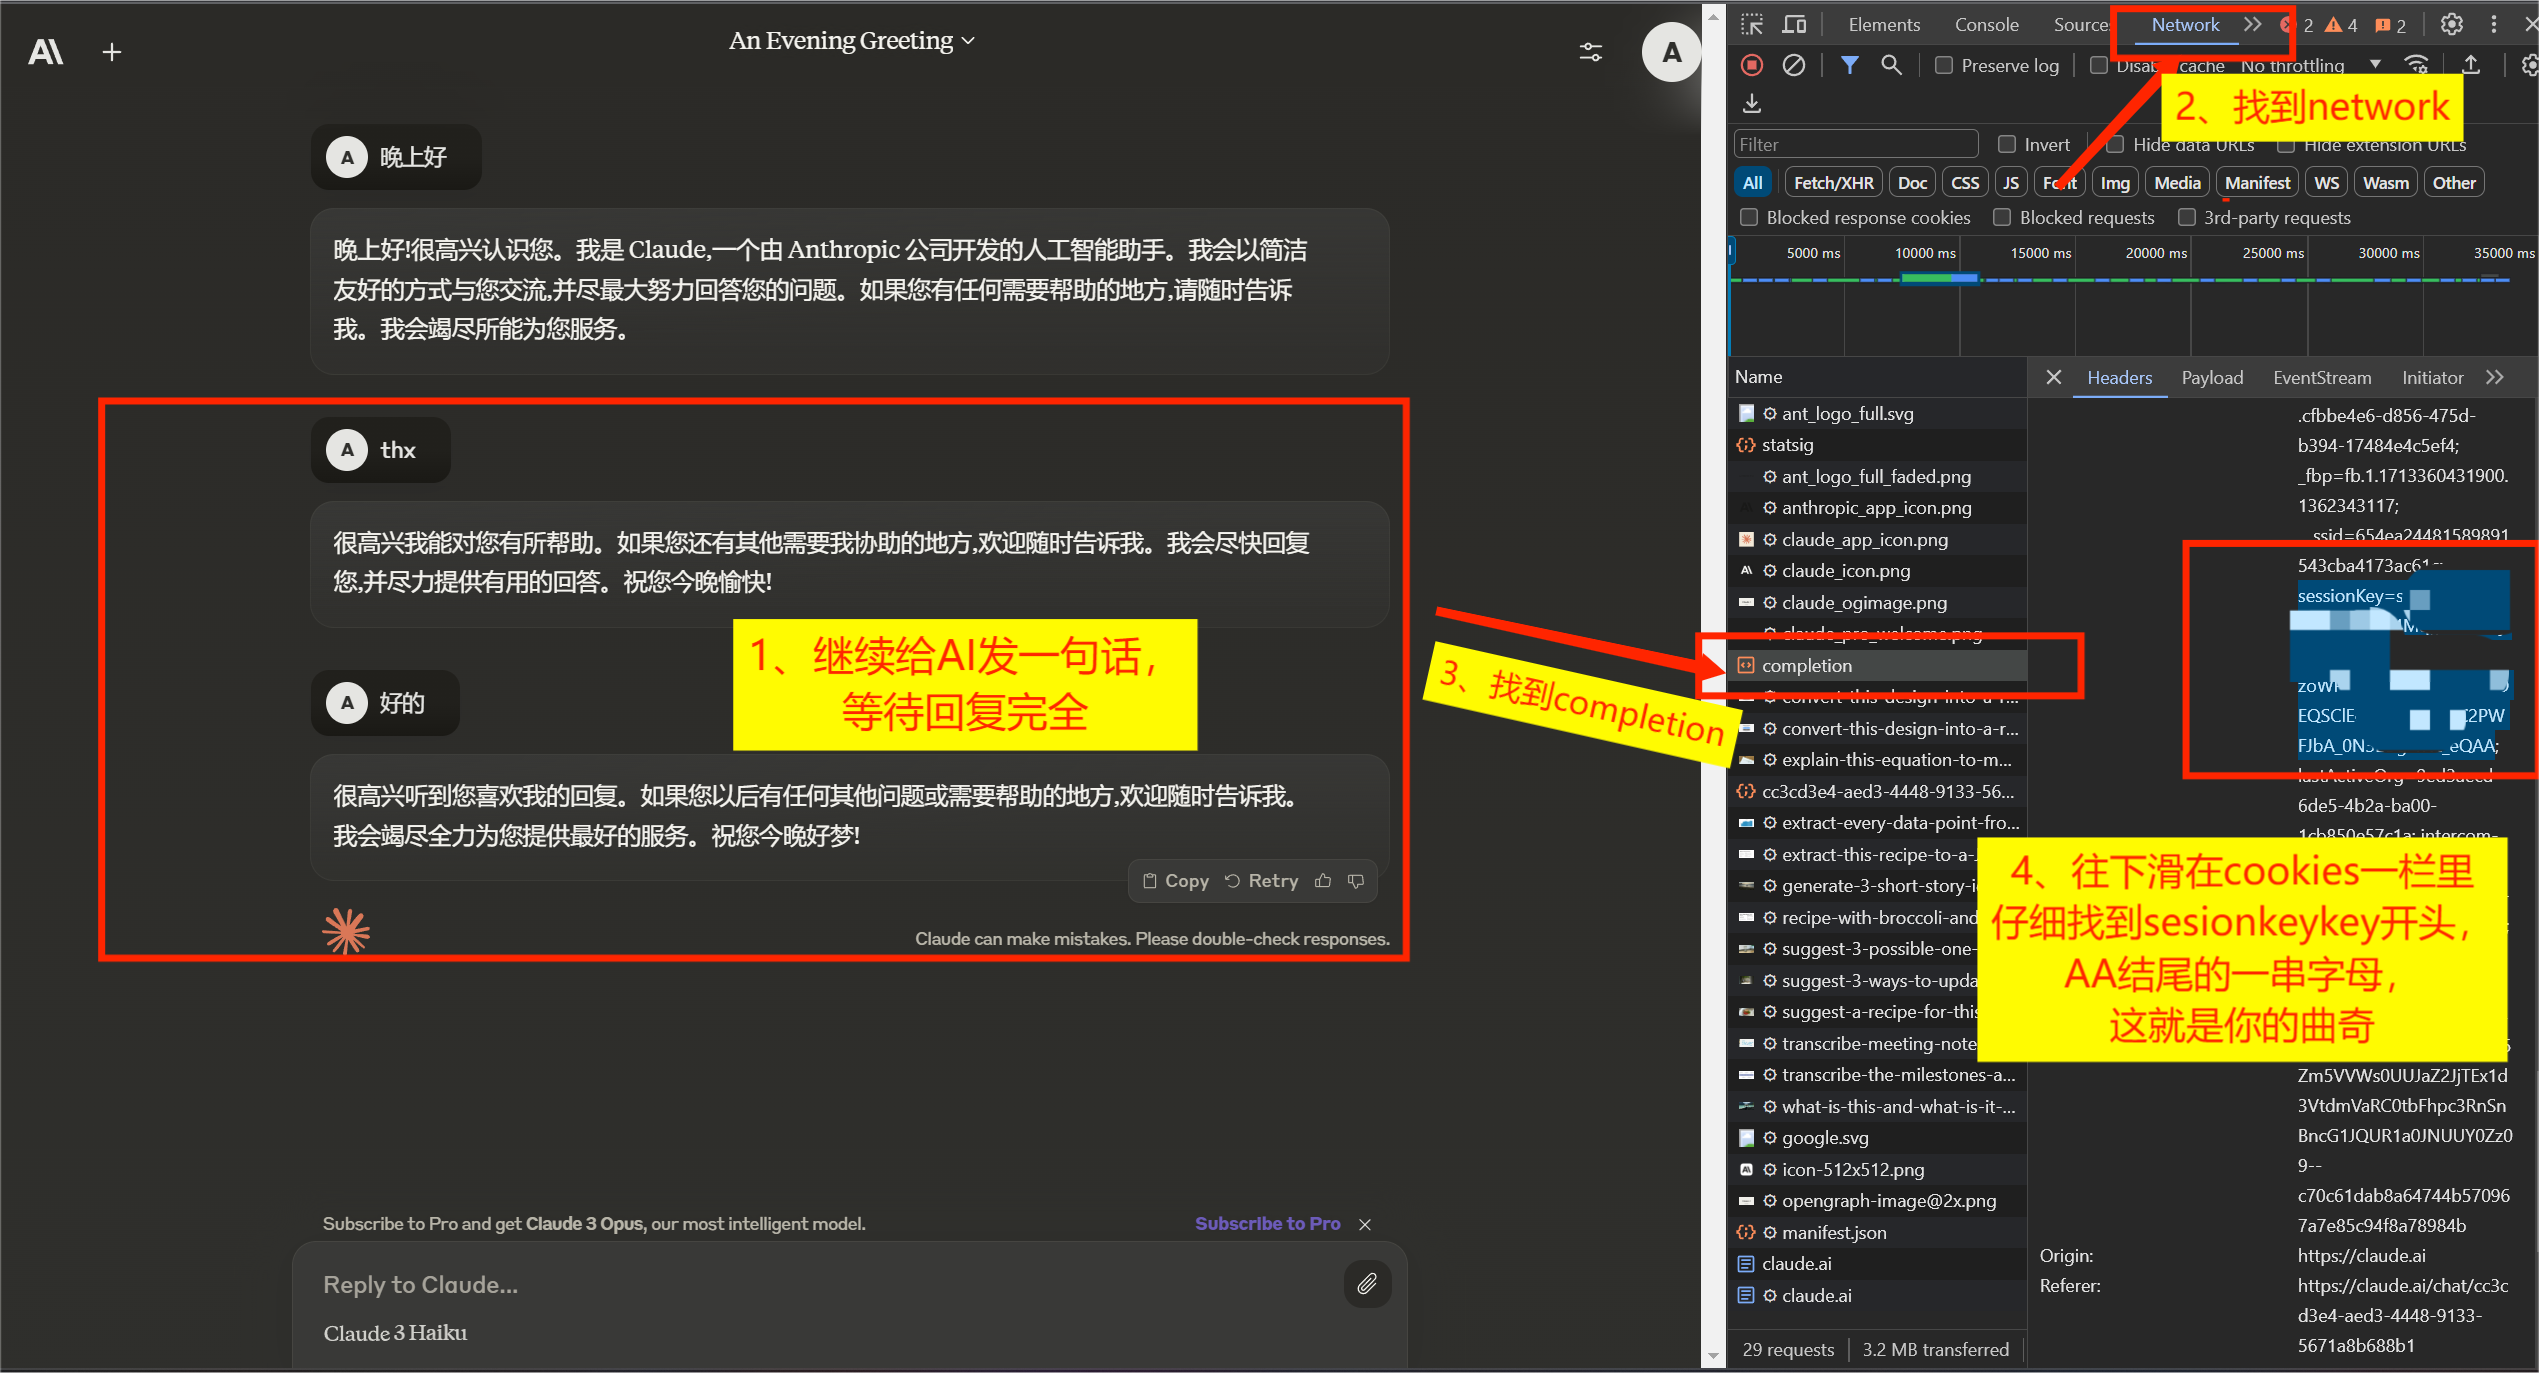 An Evening Greeting
A 晚上好
A
晚上好!很高兴认识您。我是 Claude,一个由 Anthropic 公司开发的人工智能助手。我会以简洁
友好的方式与您交流,并尽最大努力回答您的问题。如果您有任何需要帮助的地方,请随时告诉
我。我会竭尽所能为您服务。
A thx
很高兴我能对您有所帮助。如果您还有其他需要我协助的地方,欢迎随时告诉我。我会尽快回复
您,并尽力提供有用的回答。祝您今晚愉快!
1、继续给AI发一句话，
等待回复完全
A 好的
很高兴听到您喜欢我的回复。如果您以后有任何其他问题或需要帮助的地方,欢迎随时告诉我。
我会竭尽全力为您提供最好的服务。祝您今晚好梦!
Copy Retry
Claude can make mistakes. Please double-check responses.
Subscribe to Pro and get Claude 3 Opus, our most intelligent model. Subscribe to Pro
Reply to Claude...
Claude 3 Haiku
3、找到completion
Elements Console Sources Network 2 4 2
Preserve log Disable cache No throttling
2、找到network
Filter Invert Hide data URLs Hide extension URLs
All Fetch/XHR Doc CSS JS Font Img Media Manifest WS Wasm Other
Blocked response cookies Blocked requests 3rd-party requests
5000 ms 10000 ms 15000 ms 20000 ms 25000 ms 30000 ms 35000 ms
Name
ant_logo_full.svg
statsig
ant_logo_full_faded.png
anthropic_app_icon.png
claude_app_icon.png
claude_icon.png
claude_ogimage.png
claude_pro_welcome.png
completion
convert-this-design-into-a-r...
convert-this-design-into-a-r...
explain-this-equation-to-m...
cc3cd3e4-aed3-4448-9133-56...
extract-every-data-point-fro...
extract-this-recipe-to-a-
generate-3-short-story-i
recipe-with-broccoli-and
suggest-3-possible-one-
suggest-3-ways-to-upda
suggest-a-recipe-for-this
transcribe-meeting-note
transcribe-the-milestones-a...
what-is-this-and-what-is-it-...
google.svg
icon-512x512.png
opengraph-image@2x.png
manifest.json
claude.ai
claude.ai
29 requests 3.2 MB transferred
Headers Payload EventStream Initiator
.cfbbe4e6-d856-475d-
b394-17484e4c5ef4;
_fbp=fb.1.1713360431900.
1362343117;
ssid=654ea24481589891
543cba4173ac61
sessionKey=s
EQSClE 2PW
FJbA_0N eQAA;
6de5-4b2a-ba00-
1cb850e57c1a; intercom-
4、往下滑在cookies一栏里
仔细找到sesionkeykey开头，
AA结尾的一串字母，
这就是你的曲奇
Zm5VVWs0UUJaZ2JjTEx1d
3VtdmVaRC0tbFhpc3RnSn
BncG1JQUR1a0JNUUY0Zz0
9--
c70c61dab8a64744b57096
7a7e85c94f8a78984b
Origin: https://claude.ai
Referer: https://claude.ai/chat/cc3c
d3e4-aed3-4448-9133-
5671a8b688b1